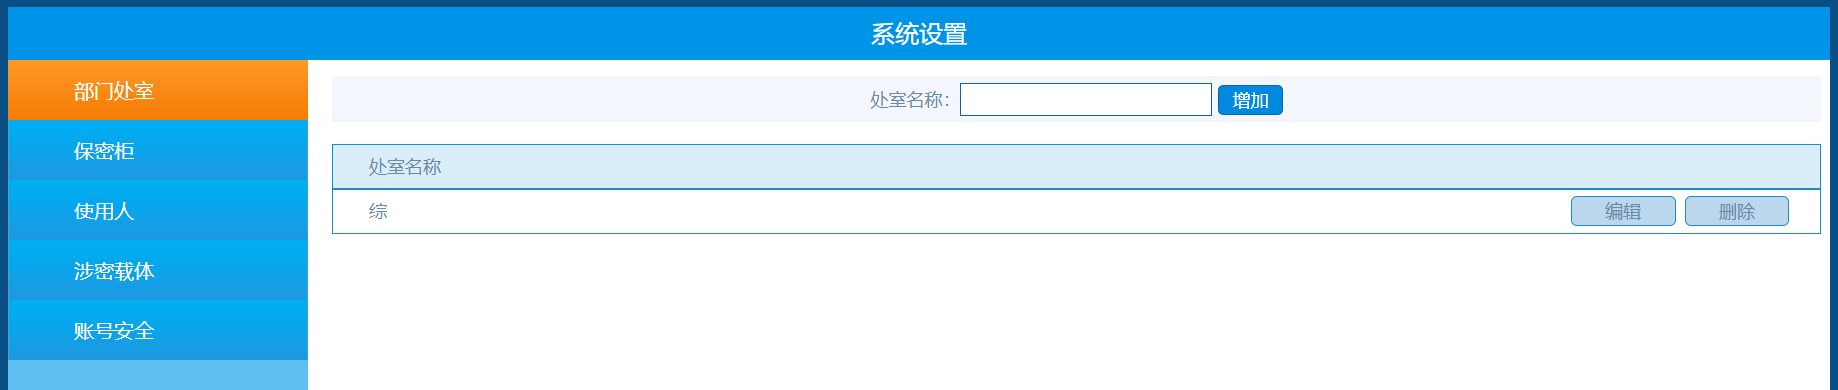 系统设置
部门处室
保密柜
使用人
涉密载体
账号安全
处室名称： 增加
处室名称
综 编辑 删除